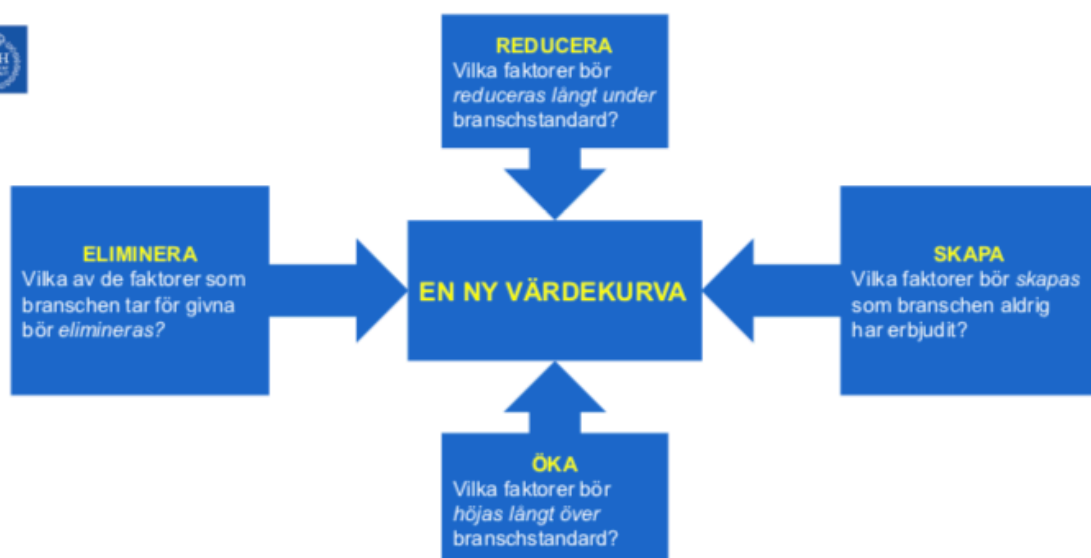 REDUCERA
Vilka faktorer bör
reduceras långt under
branschstandard?
ELIMINERA
Vilka av de faktorer som
branschen tar för givna
bör elimineras?
EN NY VÄRDEKURVA
SKAPA
Vilka faktorer bör skapas
som branschen aldrig
har erbjudit?
ÖKA
Vilka faktorer bör
höjas långt över
branschstandard?